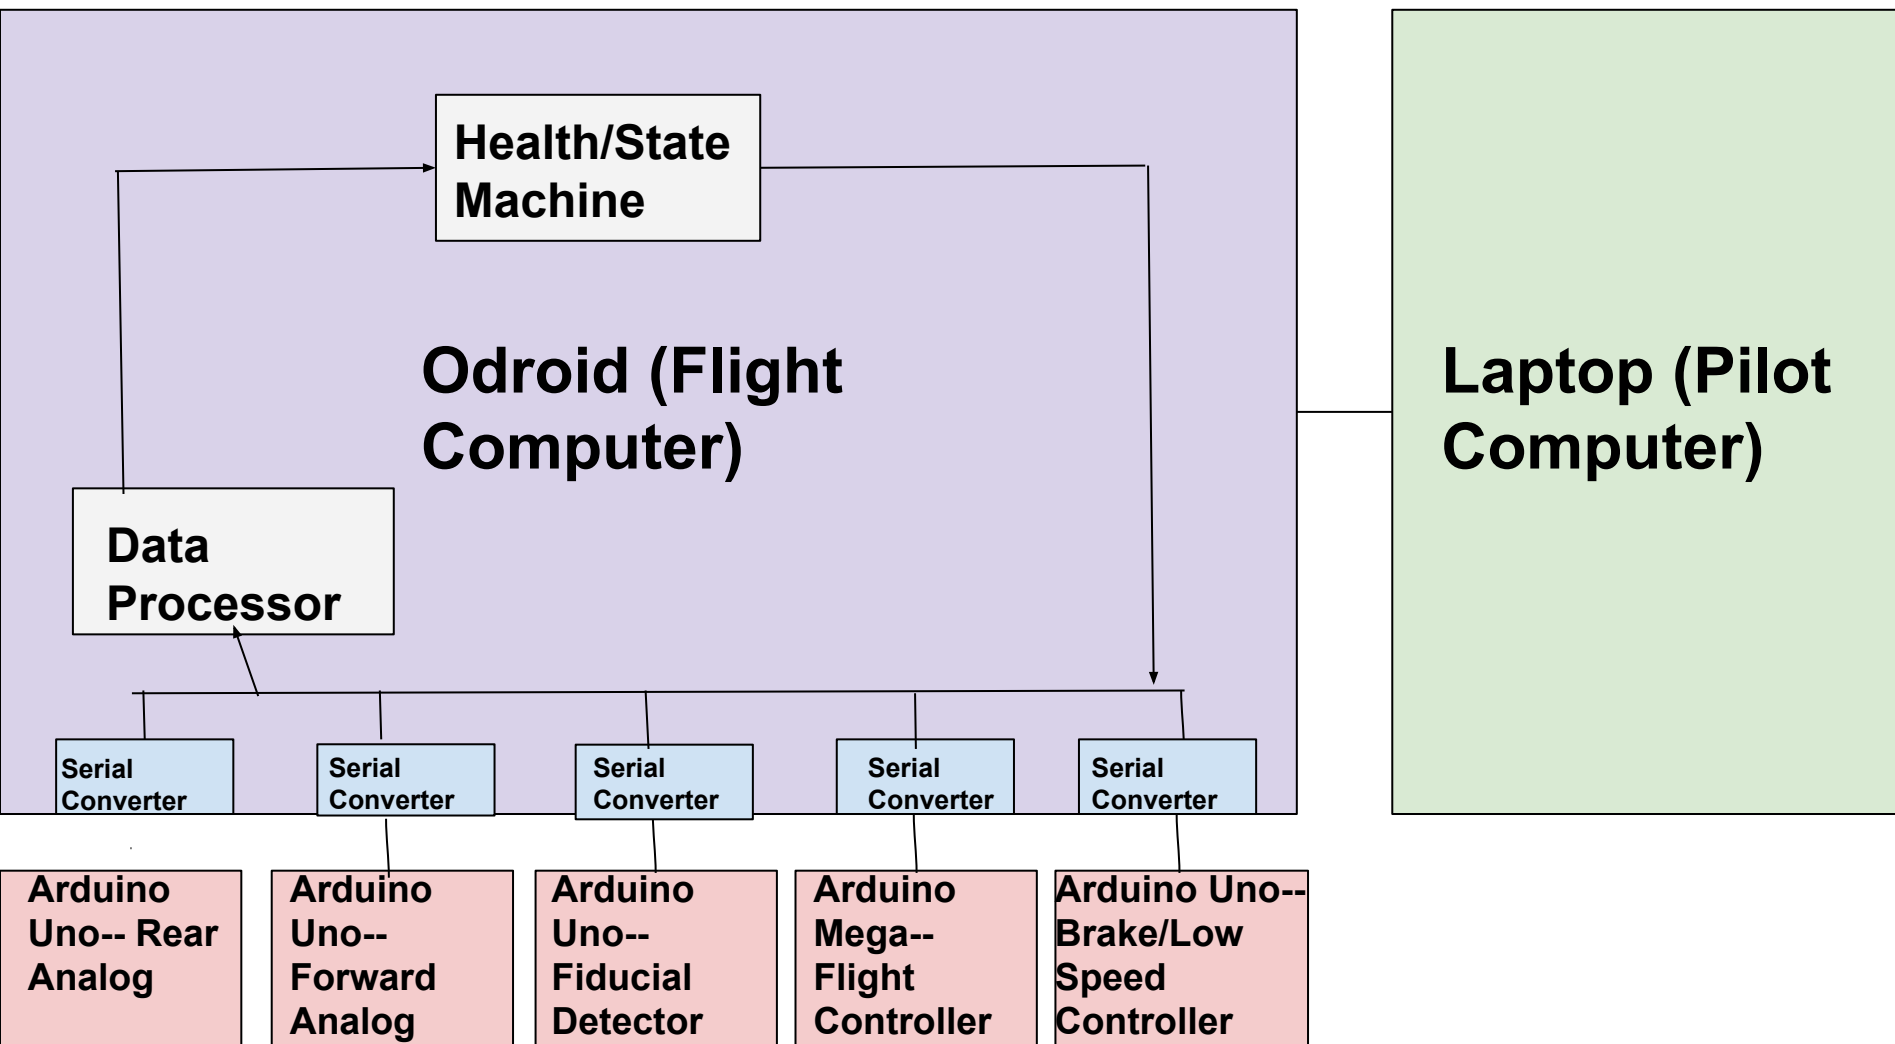 Health/State
Machine
Odroid (Flight
Computer)
Laptop (Pilot
Computer)
Data
Processor
Serial
Converter
Serial
Converter
Serial
Converter
Serial
Converter
Serial
Converter
Arduino
Uno-- Rear
Analog
Arduino
Uno--
Forward
Analog
Arduino
Uno--
Fiducial
Detector
Arduino
Mega--
Flight
Controller
Arduino Uno--
Brake/Low
Speed
Controller